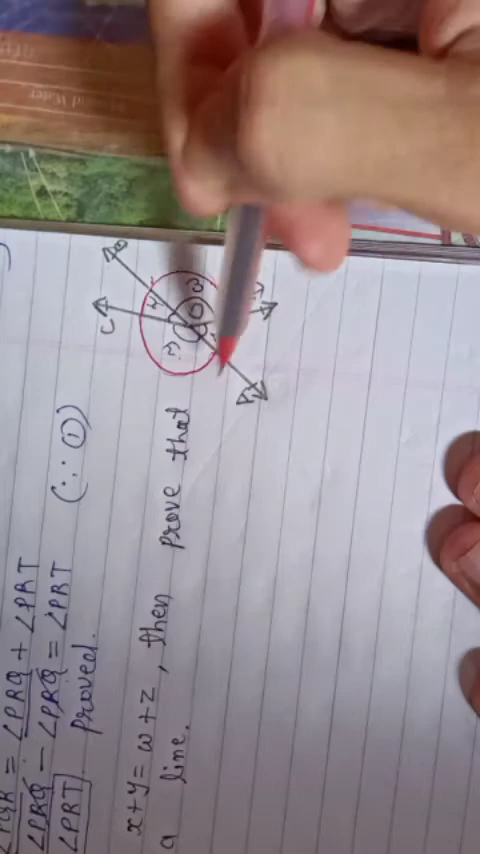 ∠PQR = ∠PRQ + ∠PRT
∠PRQ - ∠PRQ = ∠PRT (∵ ①)
∠PRT proved.
x+y = w+z, then prove that
a line.
C
O